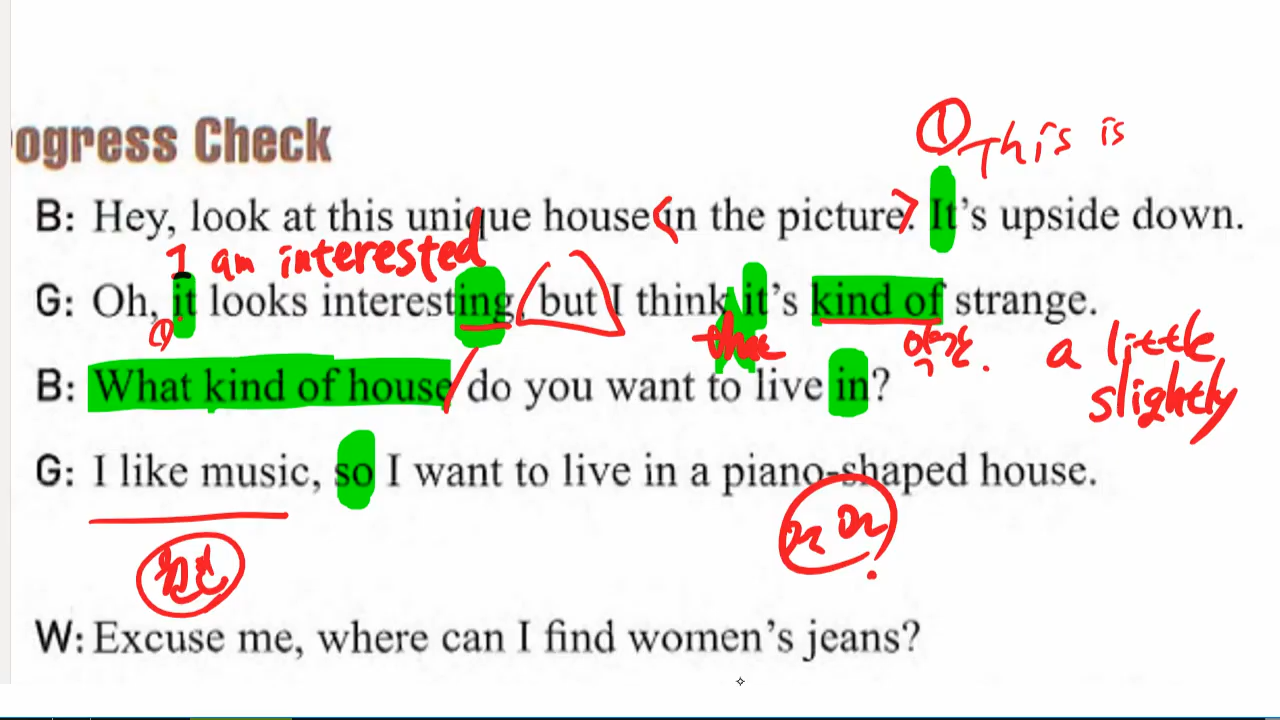 ogress Check
① This is
B: Hey, look at this unique house in the picture. It's upside down.
I am interested
G: Oh, it looks interesting, but I think it's kind of strange.
①
that
a little
slightly
B: What kind of house do you want to live in?
G: I like music, so I want to live in a piano-shaped house.
W: Excuse me, where can I find women's jeans?